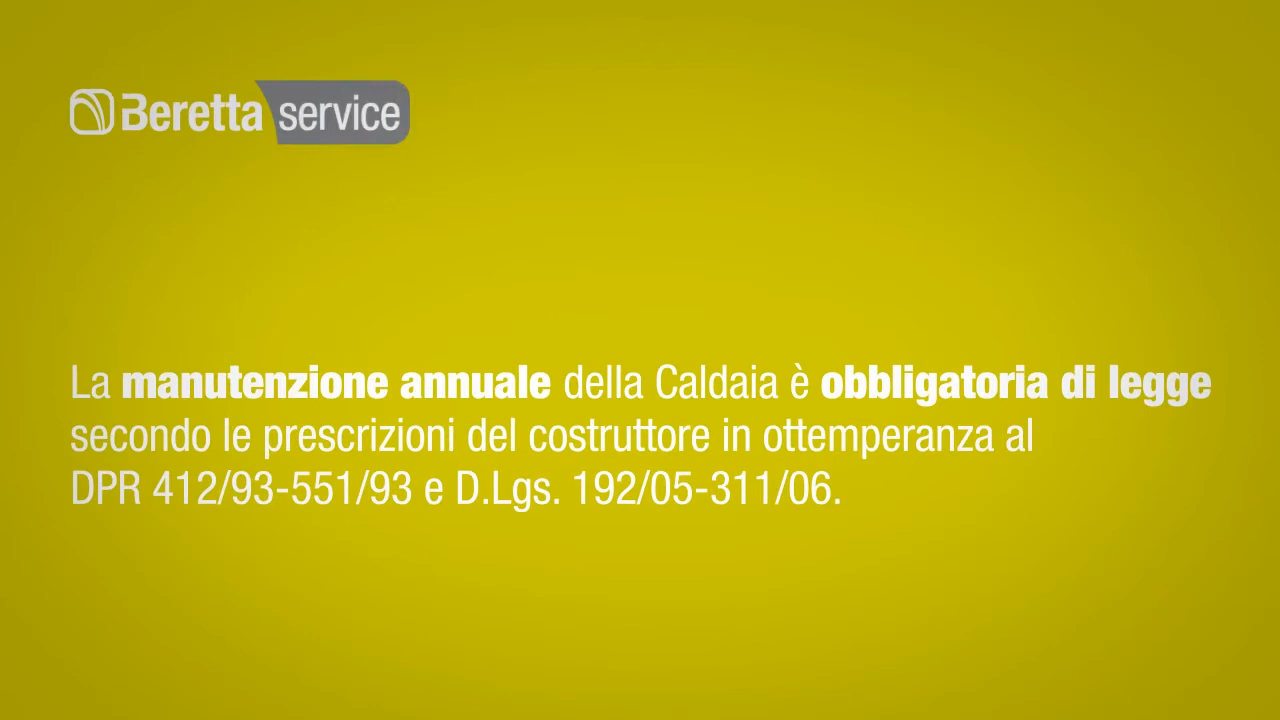 Beretta service
La manutenzione annuale della Caldaia è obbligatoria di legge
secondo le prescrizioni del costruttore in ottemperanza al
DPR 412/93-551/93 e D.Lgs. 192/05-311/06.